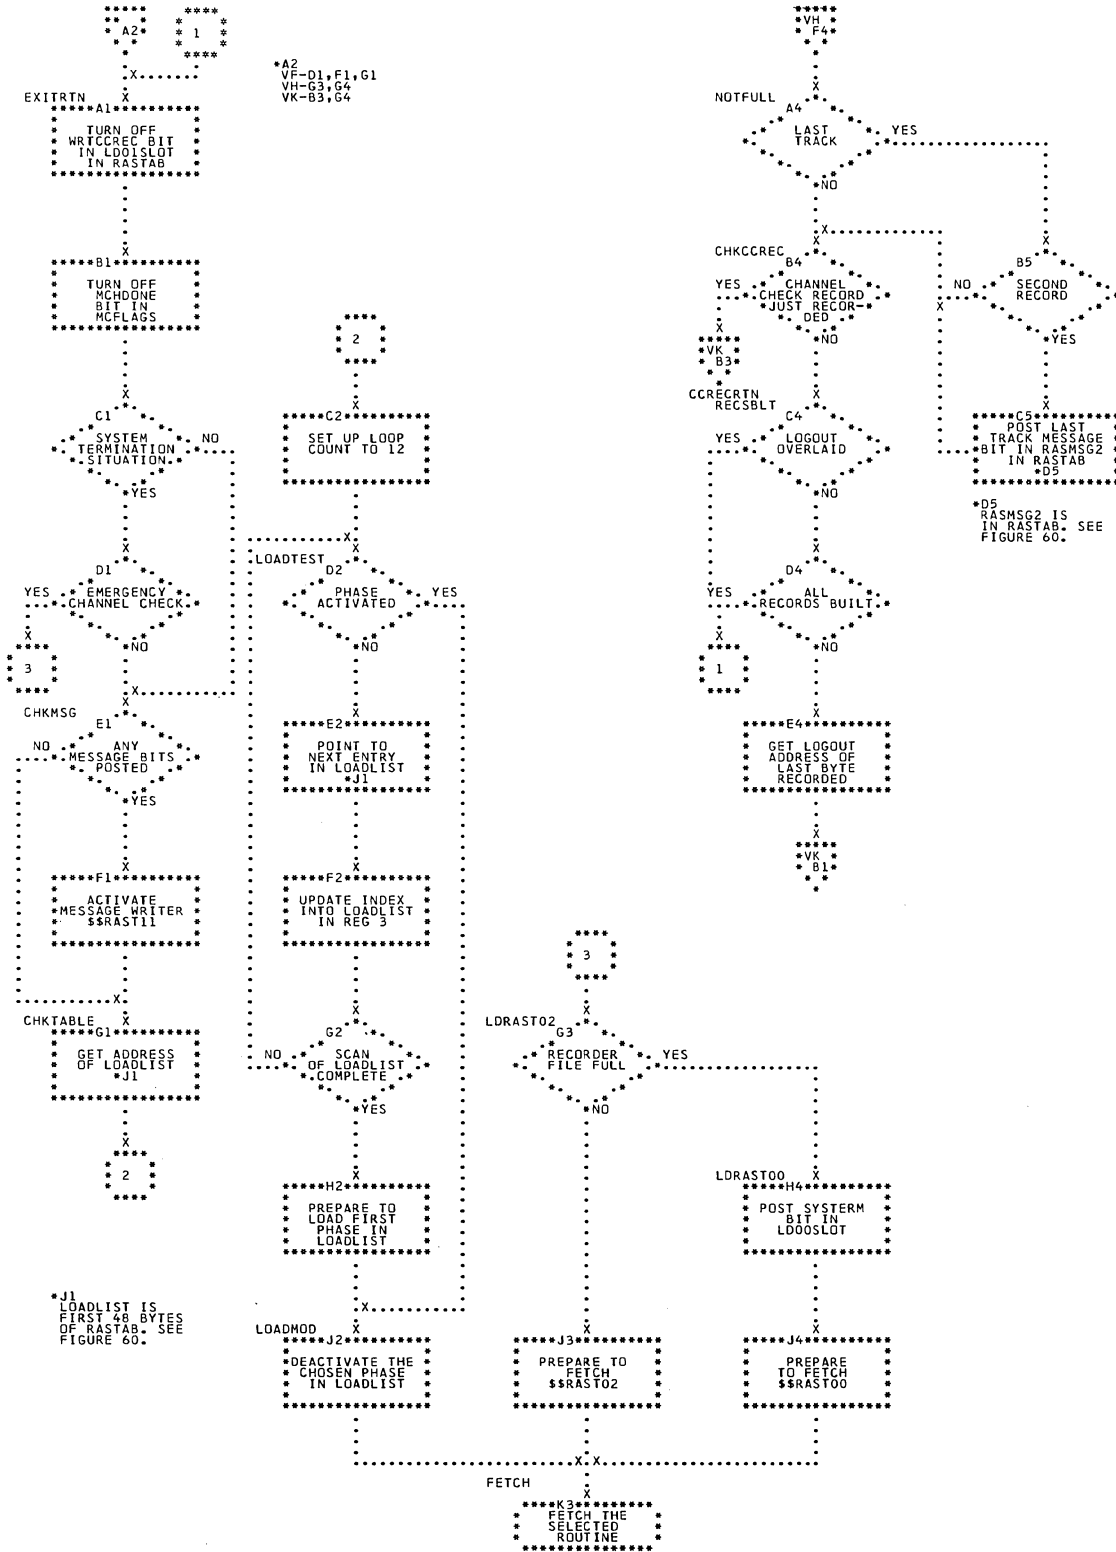 A2
1
*A2
VF-D1,F1,G1
VH-G3,G4
VK-B3,G4
EXITRTN
A1
TURN OFF
WRTCCREC BIT
IN LD01SLOT
IN RASTAB
B1
TURN OFF
MCHDONE
BIT IN
MCFLAGS
C1
SYSTEM
TERMINATION
SITUATION
NO
YES
D1
YES
EMERGENCY
CHANNEL CHECK
NO
3
CHKMSG
E1
NO
ANY
MESSAGE BITS
POSTED
YES
F1
ACTIVATE
MESSAGE WRITER
$$RAST11
CHKTABLE
G1
GET ADDRESS
OF LOADLIST
*J1
2
*J1
LOADLIST IS
FIRST 48 BYTES
OF RASTAB. SEE
FIGURE 60.
2
C2
SET UP LOOP
COUNT TO 12
LOADTEST
D2
PHASE
ACTIVATED
YES
NO
E2
POINT TO
NEXT ENTRY
IN LOADLIST
*J1
F2
UPDATE INDEX
INTO LOADLIST
IN REG 3
G2
NO
SCAN
OF LOADLIST
COMPLETE
YES
H2
PREPARE TO
LOAD FIRST
PHASE IN
LOADLIST
LOADMOD
J2
DEACTIVATE THE
CHOSEN PHASE
IN LOADLIST
3
LDRAST02
G3
RECORDER
FILE FULL
YES
NO
J3
PREPARE TO
FETCH
$$RAST02
LDRAST00
H4
POST SYSTERM
BIT IN
LD00SLOT
J4
PREPARE
TO FETCH
$$RAST00
FETCH
K3
FETCH THE
SELECTED
ROUTINE
VH
F4
NOTFULL
A4
LAST
TRACK
YES
NO
CHKCCREC
B4
YES
CHANNEL
CHECK RECORD
JUST RECOR-
DED
NO
VK
B3
CCRECRTN
RECSBLT
B5
NO
SECOND
RECORD
YES
C5
POST LAST
TRACK MESSAGE
BIT IN RASMSG2
IN RASTAB
*D5
*D5
RASMSG2 IS
IN RASTAB. SEE
FIGURE 60.
C4
YES
LOGOUT
OVERLAID
NO
D4
YES
ALL
RECORDS BUILT
NO
1
E4
GET LOGOUT
ADDRESS OF
LAST BYTE
RECORDED
VK
B1